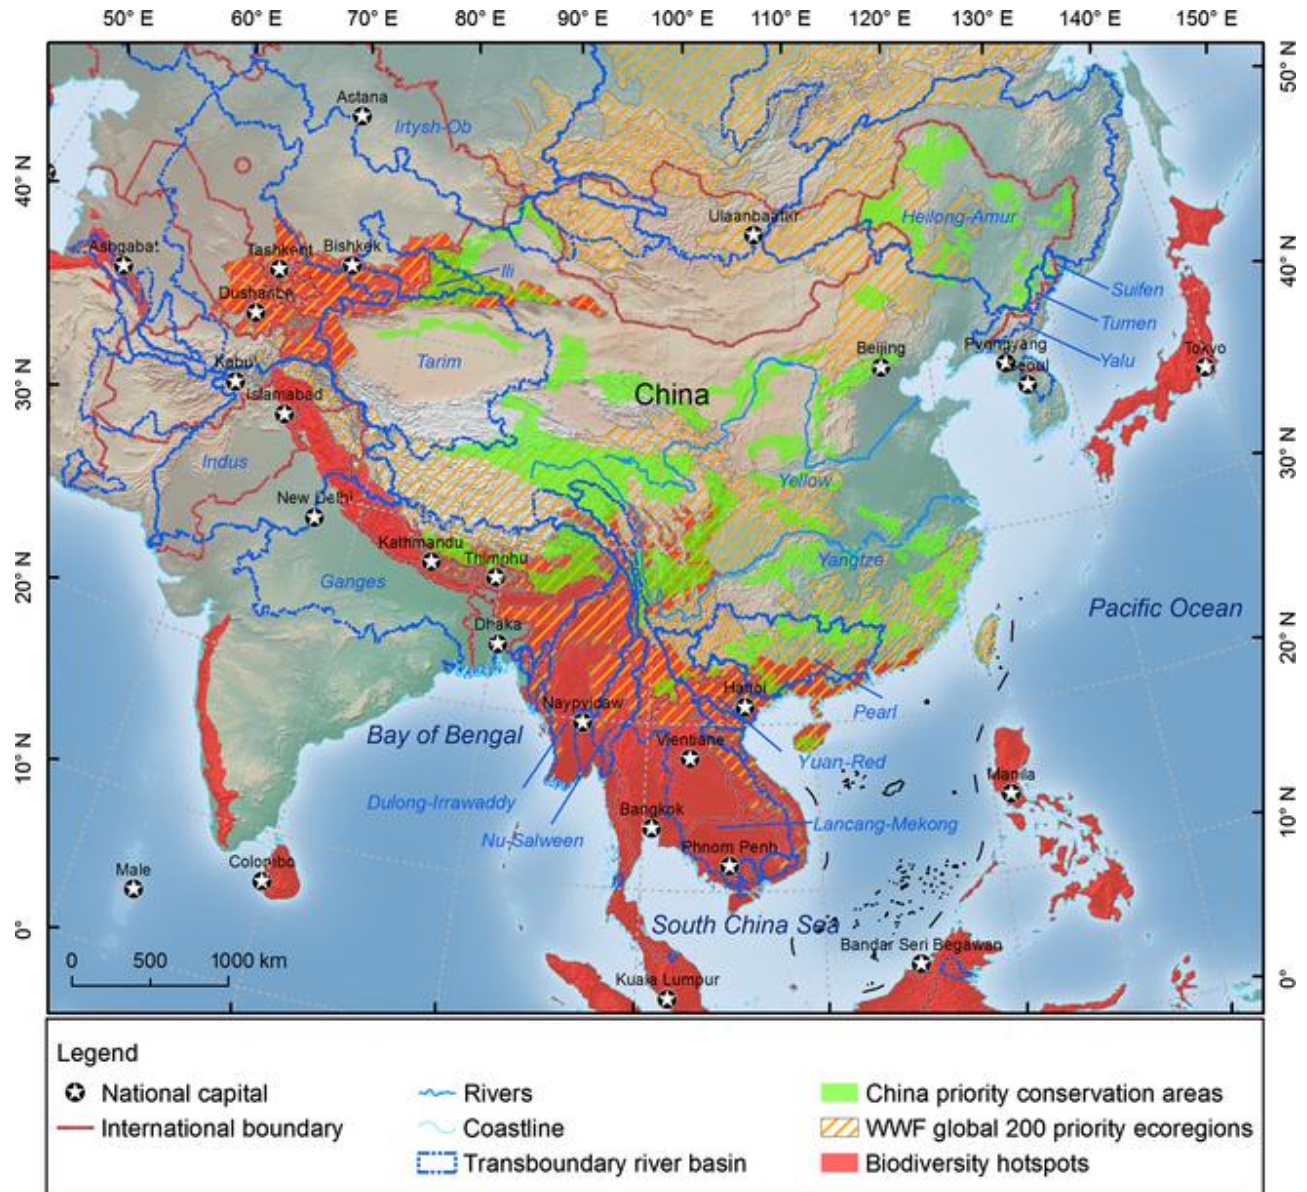 50° E 60° E 70° E 80° E 90° E 100° E 110° E 120° E 130° E 140° E 150° E
50° N
40° N
30° N
20° N
10° N
0°
40° N
30° N
20° N
10° N
0°
Astana
Irtysh-Ob
Ulaanbaatar
Heilong-Amur
Ashgabat
Tashkent
Bishkek
Ili
Suifen
Dushanbe
Tumen
Tarim
Beijing
Pyongyang
Yalu
Tokyo
Kabul
Seoul
Islamabad
China
Indus
Yellow
New Delhi
Kathmandu
Thimphu
Yangtze
Ganges
Pacific Ocean
Dhaka
Hanoi
Naypyidaw
Pearl
Bay of Bengal
Vientiane
Yuan-Red
Manila
Dulong-Irrawaddy
Bangkok
Lancang-Mekong
Nu-Salween
Phnom Penh
Male
Colombo
South China Sea
Bandar Seri Begawan
0 500 1000 km
Kuala Lumpur
Legend
National capital
International boundary
Rivers
Coastline
Transboundary river basin
China priority conservation areas
WWF global 200 priority ecoregions
Biodiversity hotspots